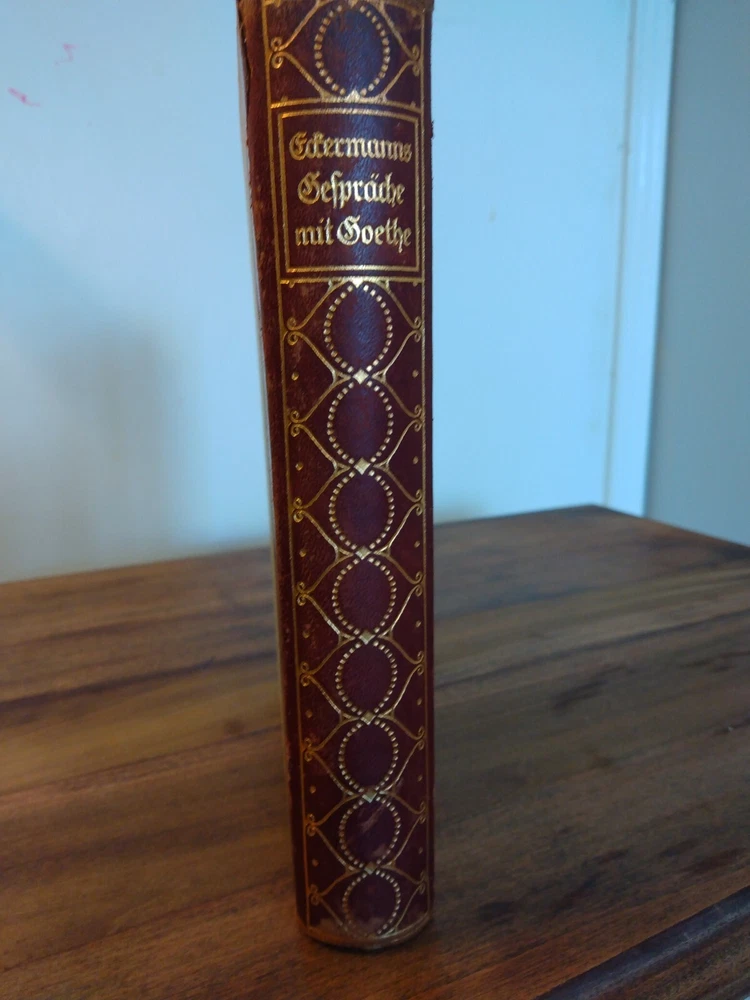 Eckermanns
Geſpräche
mit Goethe